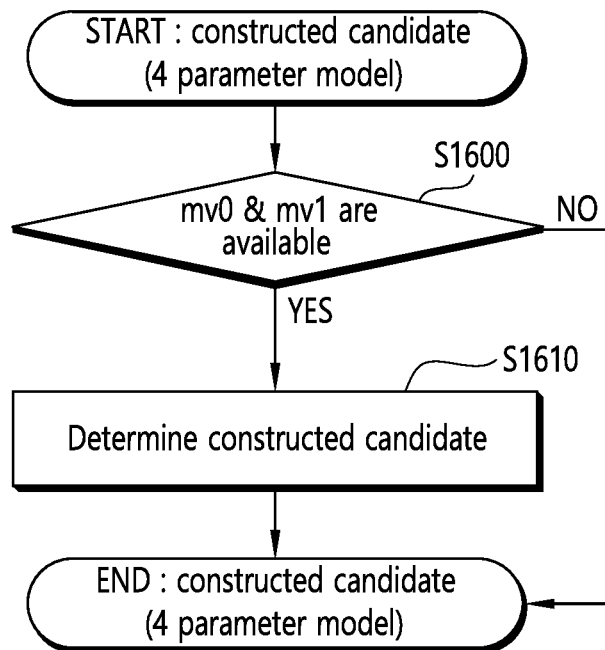 START : constructed candidate
(4 parameter model)
S1600
mv0 & mv1 are
available
NO
YES
S1610
Determine constructed candidate
END : constructed candidate
(4 parameter model)